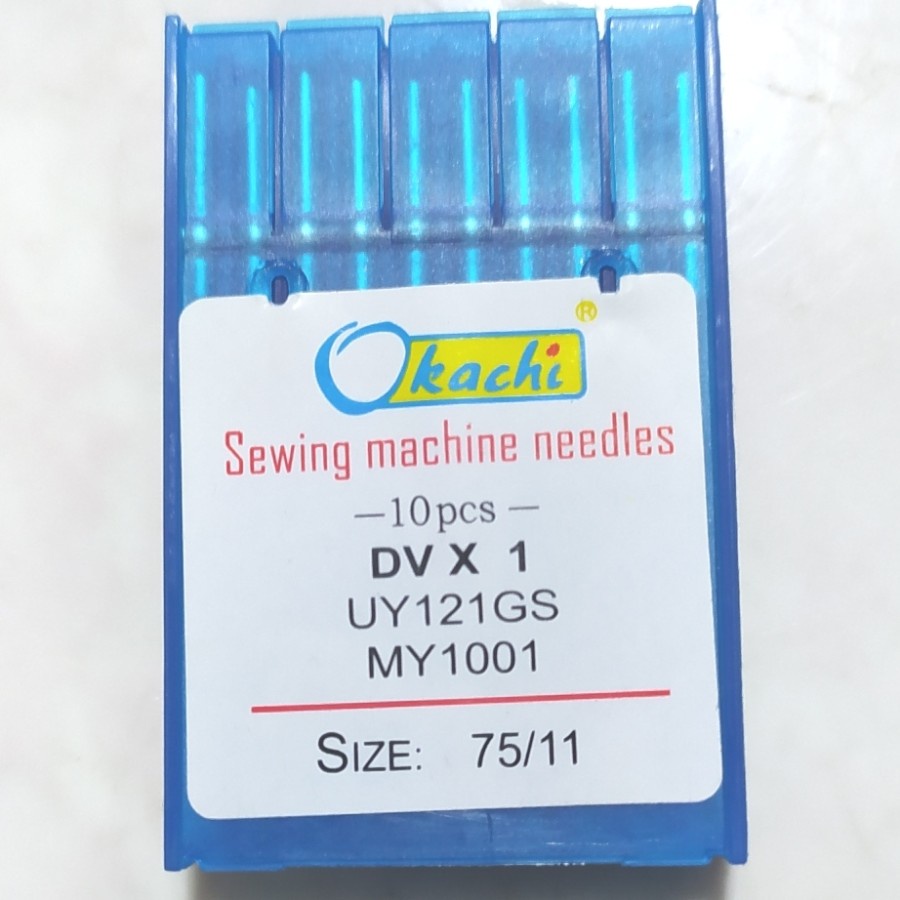 Okachi ®
Sewing machine needles
—10pcs—
DV X 1
UY121GS
MY1001
SIZE: 75/11